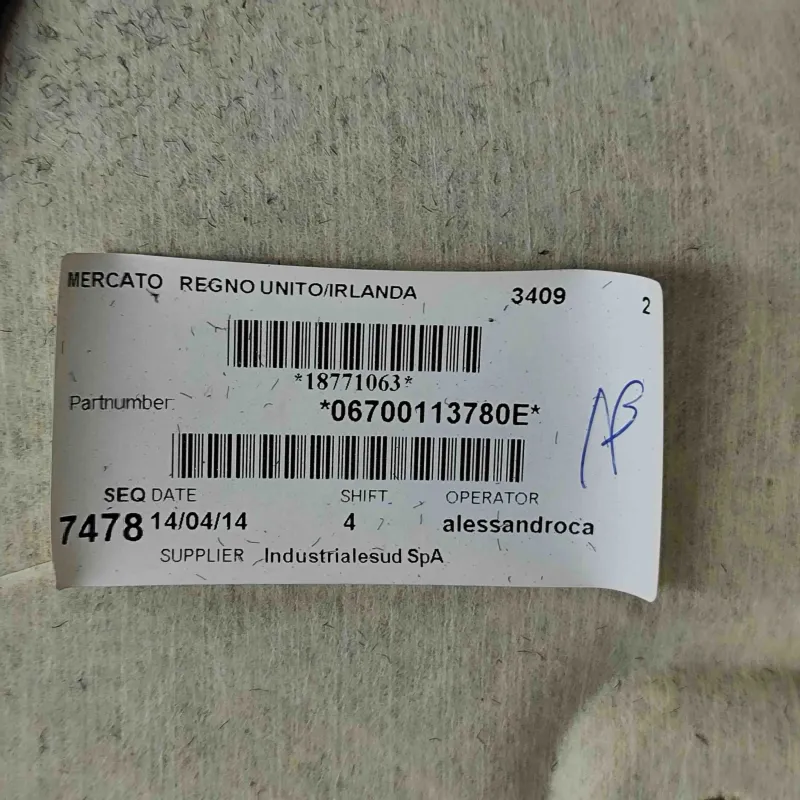 MERCATO REGNO UNITO/IRLANDA 3409 2
*18771063*
Partnumber: *06700113780E*
SEQ DATE SHIFT OPERATOR
7478 14/04/14 4 alessandroca
SUPPLIER Industrialesud SpA